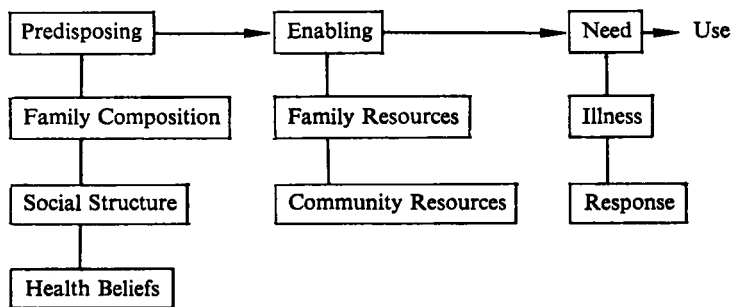 Predisposing Enabling Need Use
Family Composition Family Resources Illness
Social Structure Community Resources Response
Health Beliefs